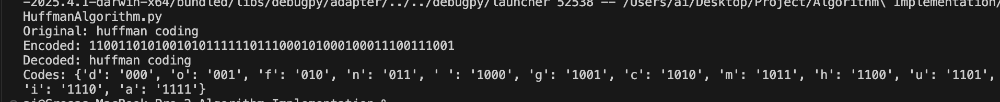 -2025.4.1-darwin-x64/bundled/libs/debugpy/adapter/../../debugpy/launcher 52538 -- /Users/ai/Desktop/Project/Algorithm\ Implementation/
HuffmanAlgorithm.py
Original: huffman coding
Encoded: 11001101010010101111110111000101000100011100111001
Decoded: huffman coding
Codes: {'d': '000', 'o': '001', 'f': '010', 'n': '011', ' ': '1000', 'g': '1001', 'c': '1010', 'm': '1011', 'h': '1100', 'u': '1101',
'i': '1110', 'a': '1111'}